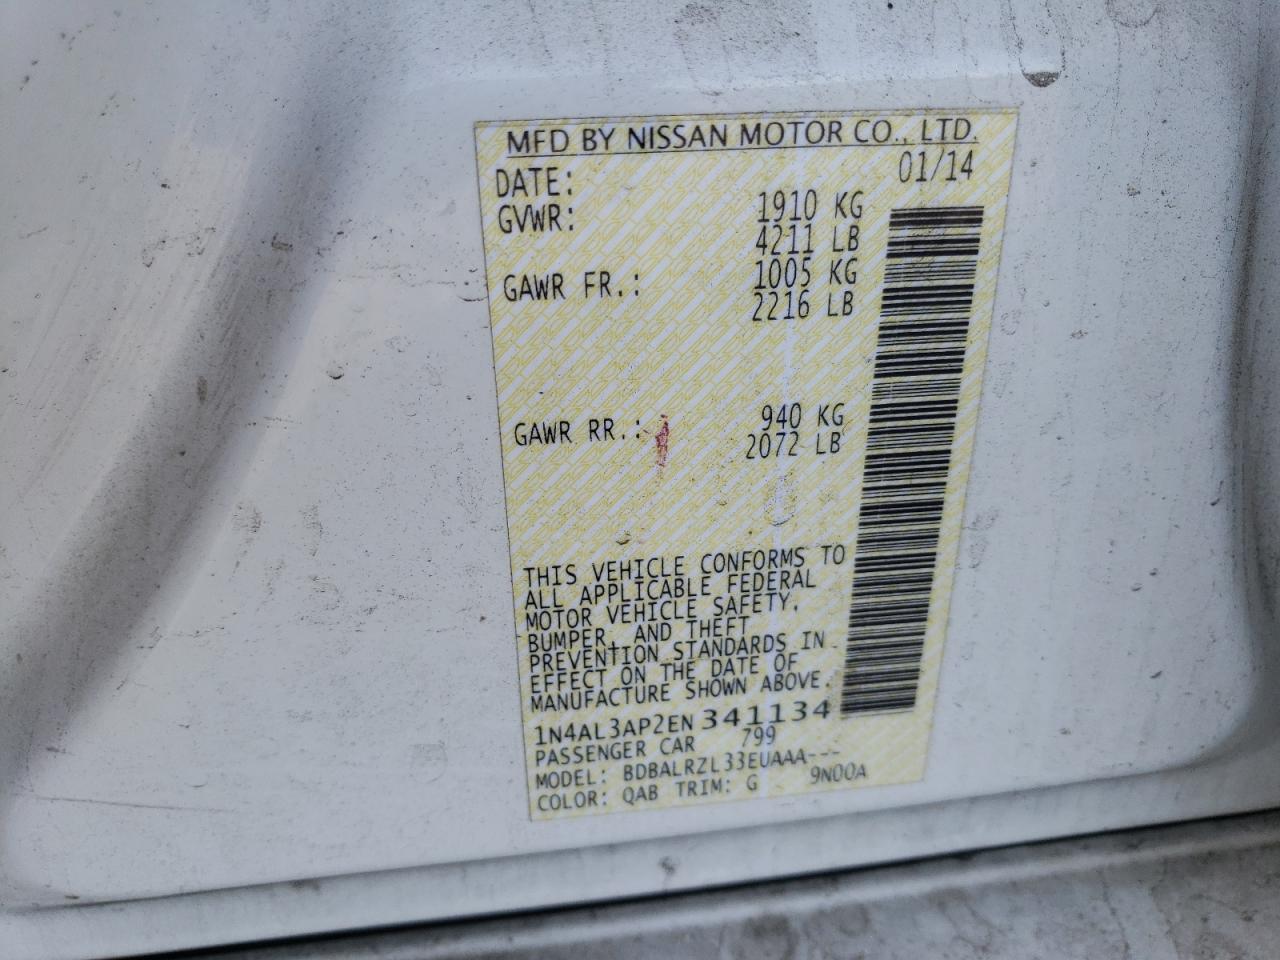 MFD BY NISSAN MOTOR CO., LTD.
DATE: 01/14
GVWR: 1910 KG
4211 LB
GAWR FR.: 1005 KG
2216 LB
GAWR RR.: 940 KG
2072 LB
THIS VEHICLE CONFORMS TO
ALL APPLICABLE FEDERAL
MOTOR VEHICLE SAFETY,
BUMPER, AND THEFT
PREVENTION STANDARDS IN
EFFECT ON THE DATE OF
MANUFACTURE SHOWN ABOVE.
1N4AL3AP2EN 341134
PASSENGER CAR 799
MODEL: BDBALRZL33EUAAA---
COLOR: QAB TRIM: G 9N00A